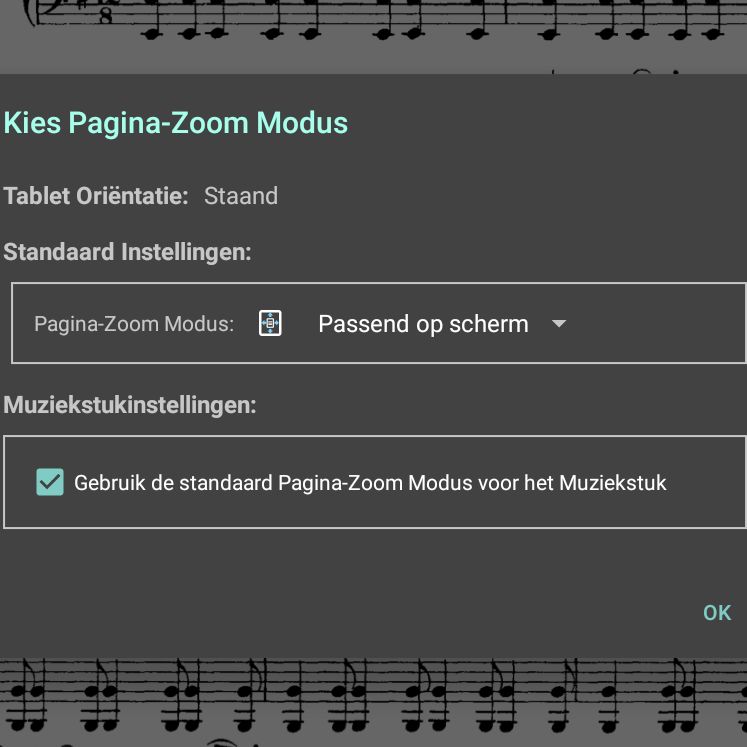 8
Kies Pagina-Zoom Modus
Tablet Oriëntatie: Staand
Standaard Instellingen:
Pagina-Zoom Modus: Passend op scherm
Muziekstukinstellingen:
Gebruik de standaard Pagina-Zoom Modus voor het Muziekstuk
OK